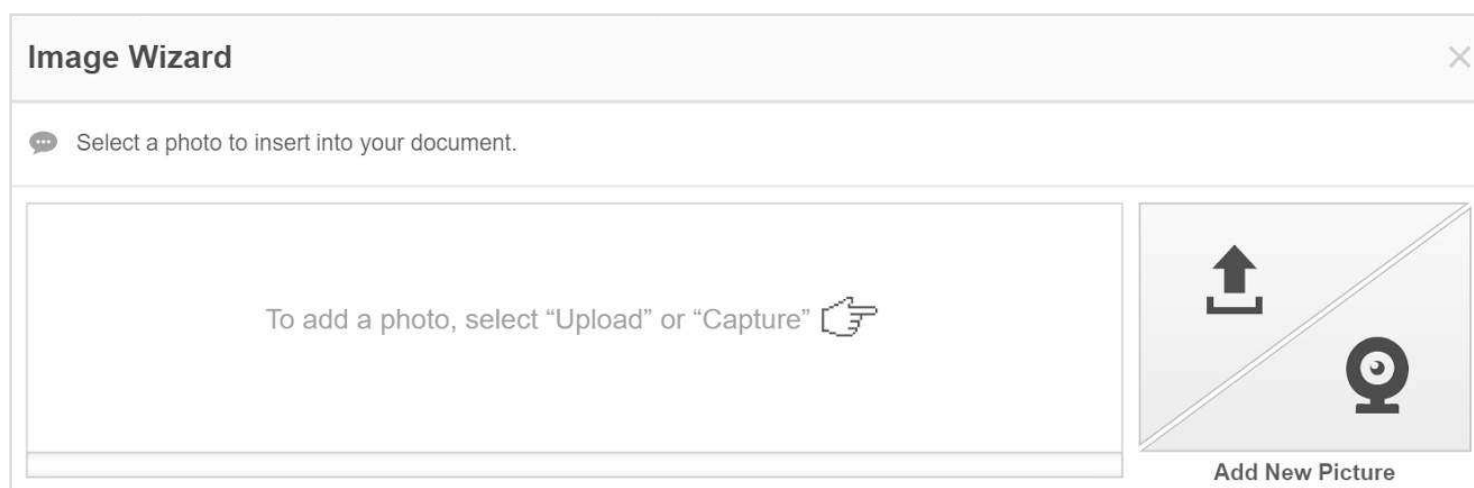 Image Wizard
Select a photo to insert into your document.
To add a photo, select “Upload” or “Capture”
Add New Picture